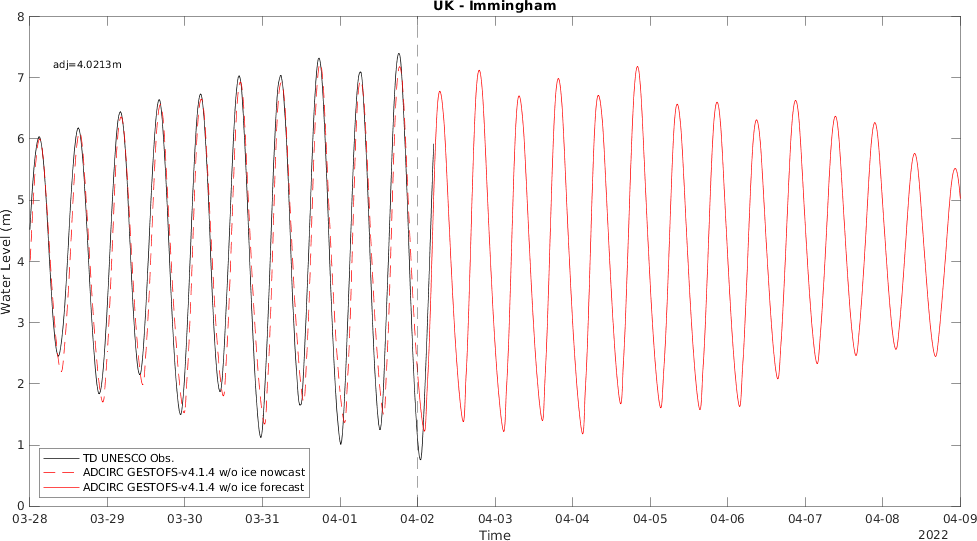 UK - Immingham
adj=4.0213m
Water Level (m)
8
7
6
5
4
3
2
1
0
TD UNESCO Obs.
ADCIRC GESTOFS-v4.1.4 w/o ice nowcast
ADCIRC GESTOFS-v4.1.4 w/o ice forecast
03-28 03-29 03-30 03-31 04-01 04-02 04-03 04-04 04-05 04-06 04-07 04-08 04-09
Time
2022